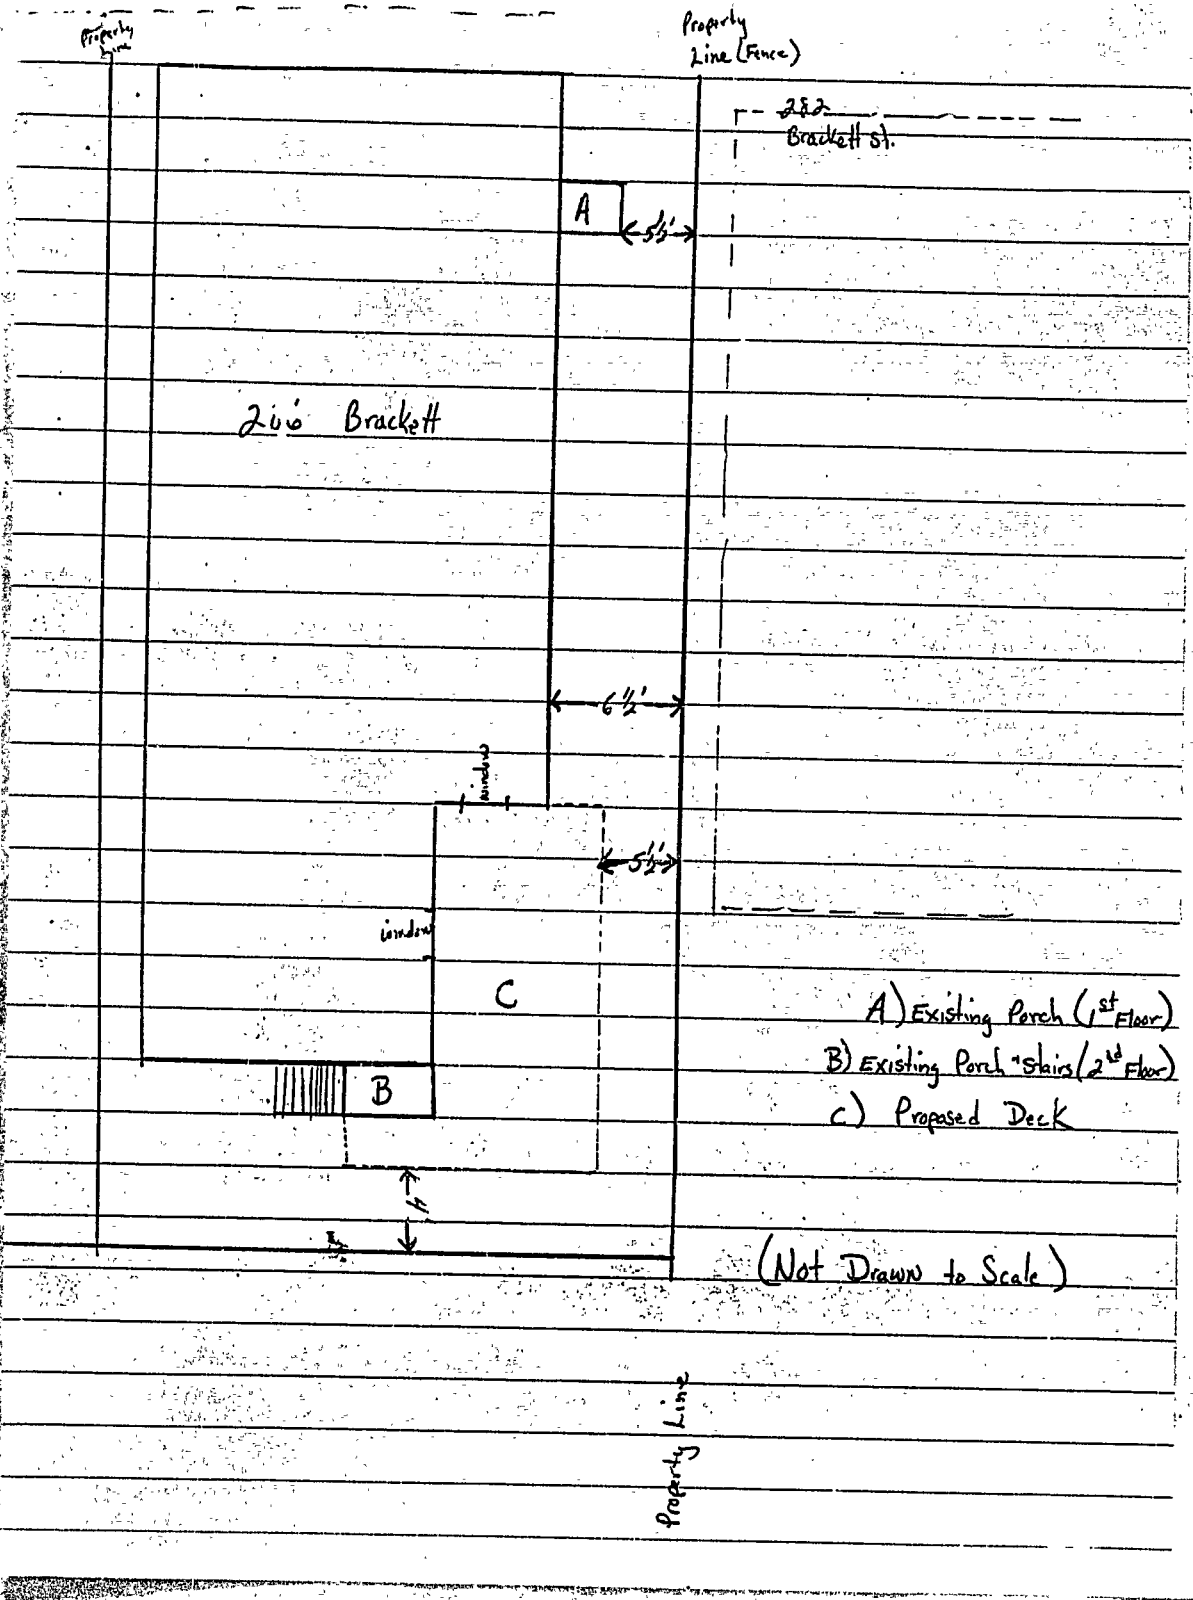 Property
Line
Property
Line (Fence)
282
Brackett St.
A
5½'
266 Brackett
6½'
window
5½'
window
C
A) Existing Porch (1st Floor)
B) Existing Porch + Stairs (2nd Floor)
B
C) Proposed Deck
4'
(Not Drawn to Scale)
Property Line